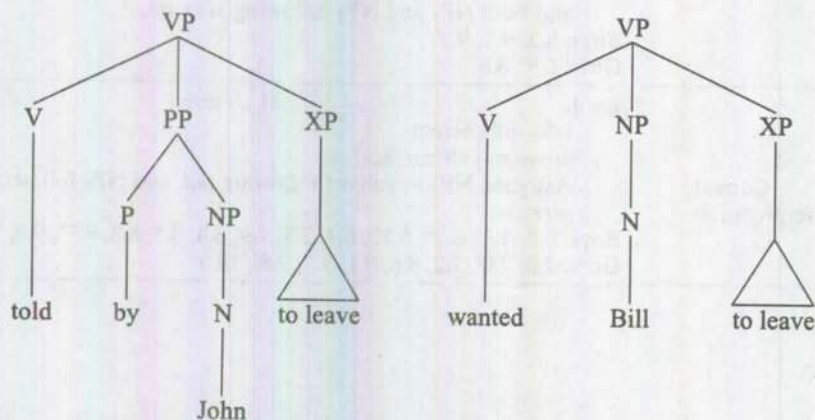 VP VP
V PP XP V NP XP
P NP N
told by N to leave wanted Bill to leave
John